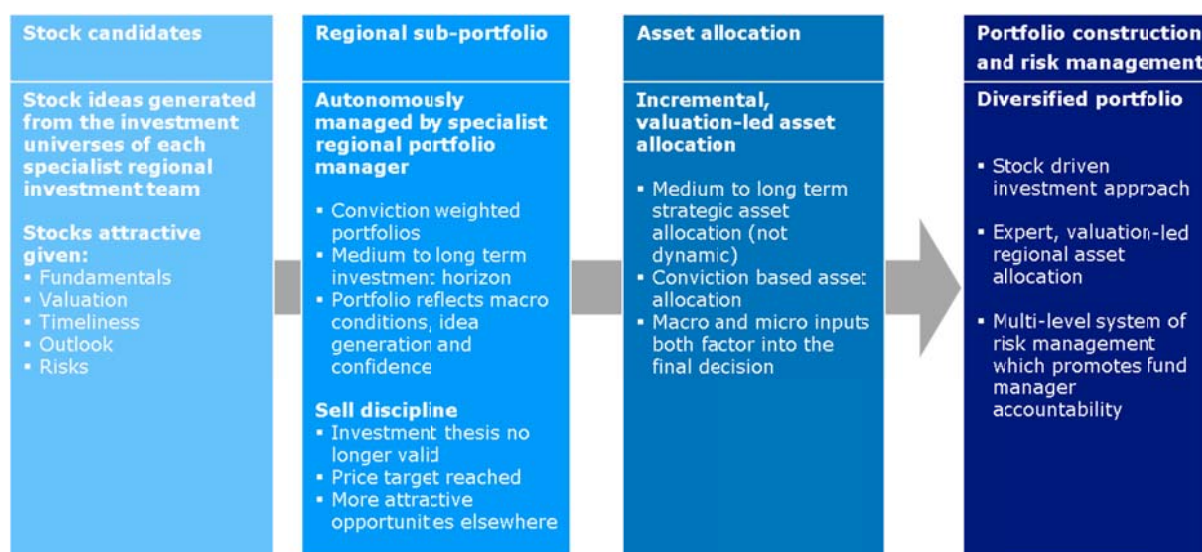 Stock candidates
Stock ideas generated
from the investment
universes of each
specialist regional
investment team
Stocks attractive
given:
▪ Fundamentals
▪ Valuation
▪ Timeliness
▪ Outlook
▪ Risks
Regional sub-portfolio
Autonomously
managed by specialist
regional portfolio
manager
▪ Conviction weighted
portfolios
▪ Medium to long term
investment horizon
▪ Portfolio reflects macro
conditions, idea
generation and
confidence
Sell discipline
▪ Investment thesis no
longer valid
▪ Price target reached
▪ More attractive
opportunites elsewhere
Asset allocation
Incremental,
valuation-led asset
allocation
▪ Medium to long term
strategic asset
allocation (not
dynamic)
▪ Conviction based asset
allocation
▪ Macro and micro inputs
both factor into the
final decision
Portfolio construction
and risk management
Diversified portfolio
▪ Stock driven
investment approach
▪ Expert, valuation-led
regional asset
allocation
▪ Multi-level system of
risk management
which promotes fund
manager
accountability